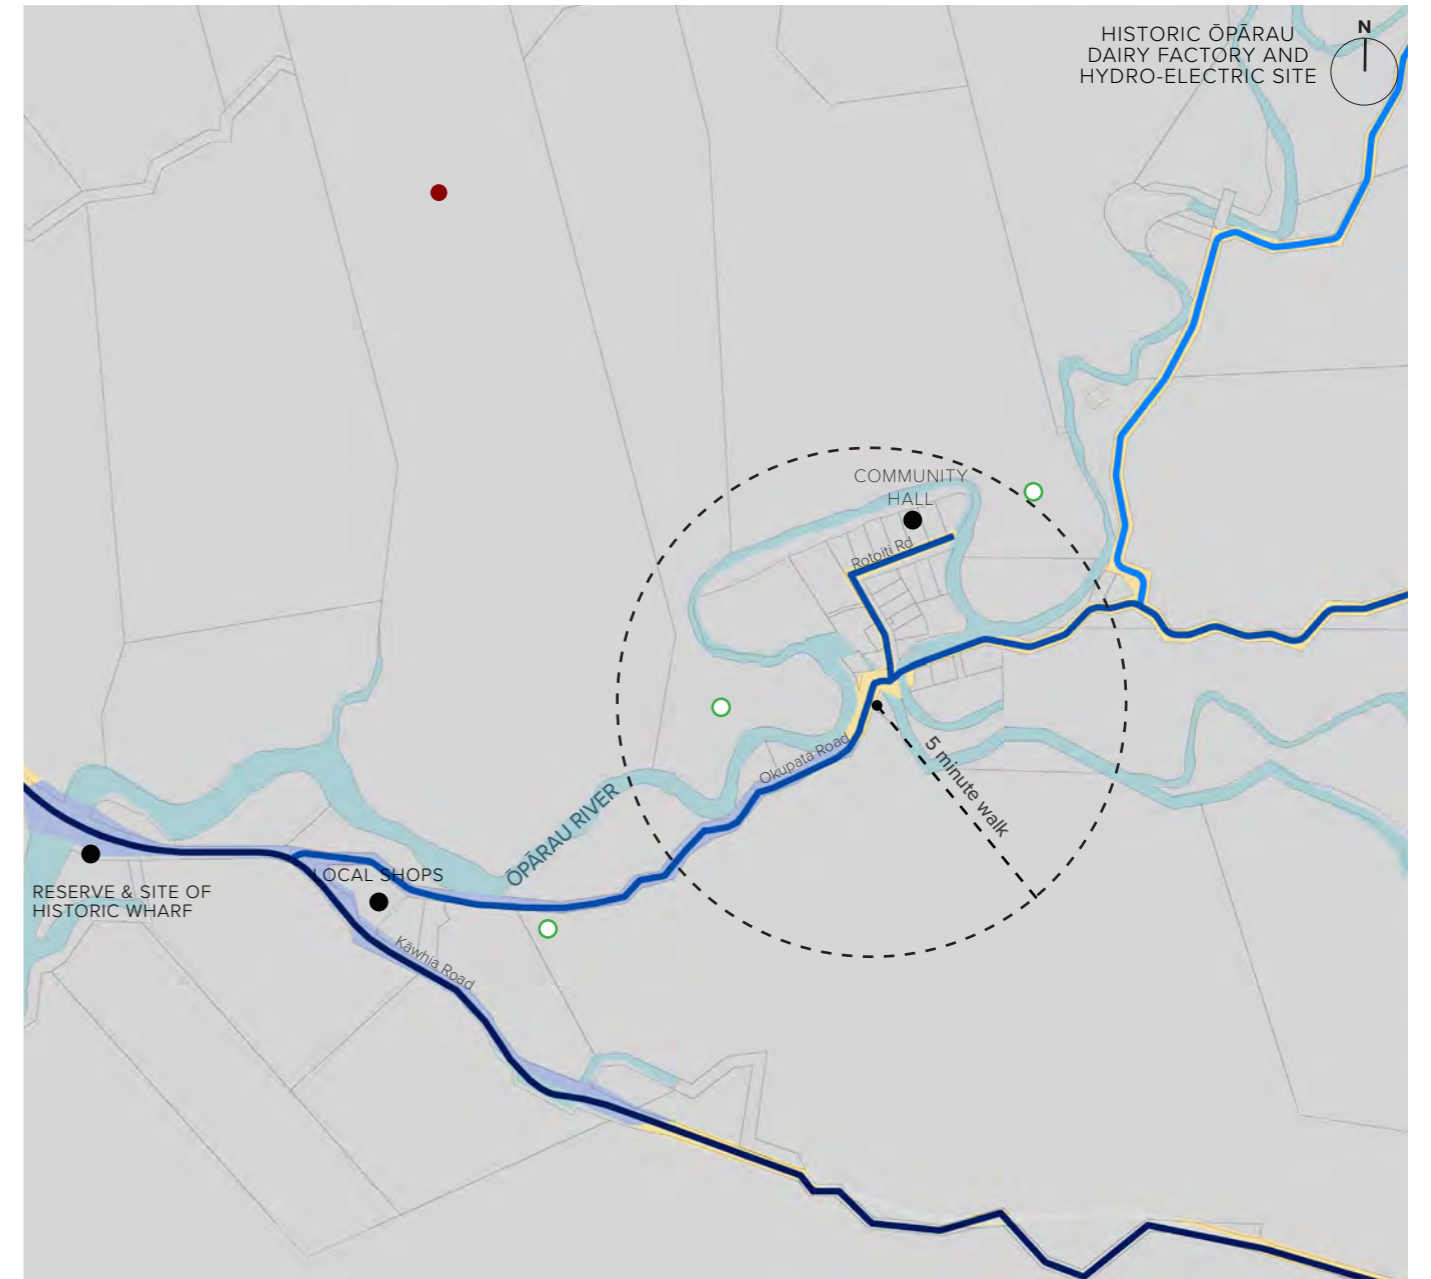 HISTORIC ŌPĀRAU
DAIRY FACTORY AND
HYDRO-ELECTRIC SITE
N
COMMUNITY
HALL
Rotoiti Rd
Okupata Road
5 minute walk
ŌPĀRAU RIVER
LOCAL SHOPS
RESERVE & SITE OF
HISTORIC WHARF
Kāwhia Road